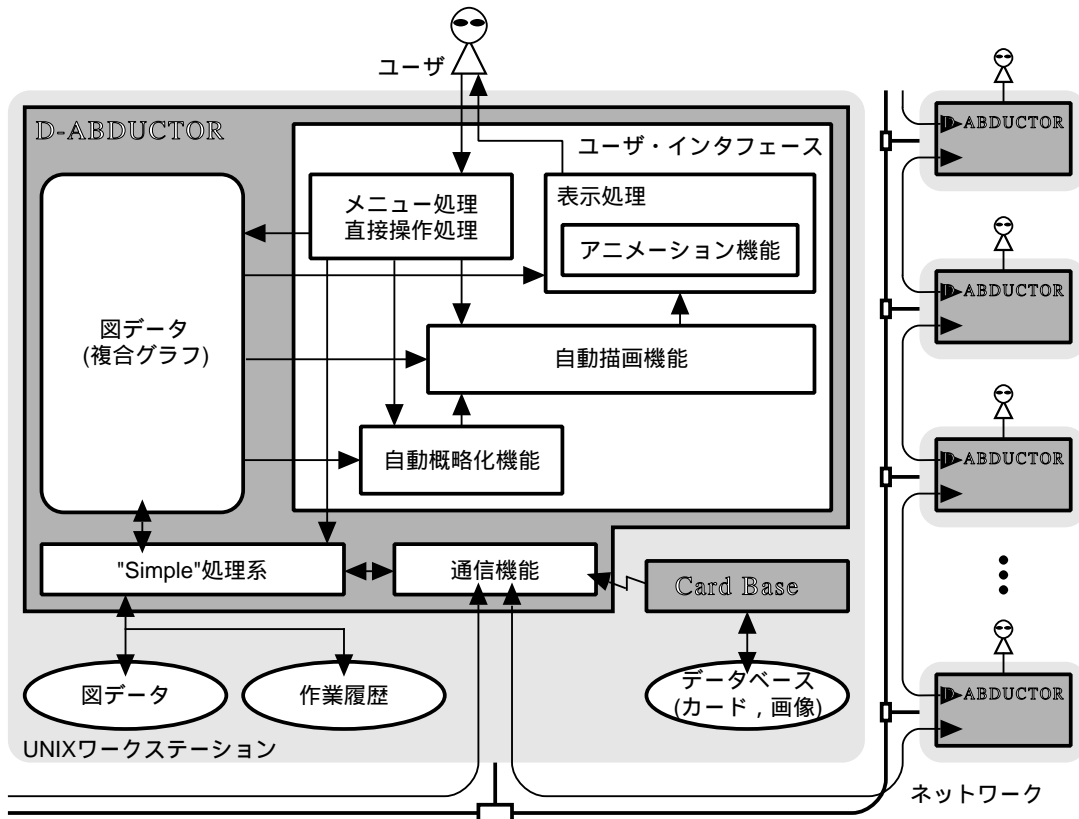 ユーザ
D-ABDUCTOR
ユーザ・インタフェース
メニュー処理
直接操作処理
表示処理
アニメーション機能
図データ
(複合グラフ)
自動描画機能
自動概略化機能
"Simple"処理系
通信機能
Card Base
図データ
作業履歴
データベース
(カード，画像)
UNIXワークステーション
D-ABDUCTOR
D-ABDUCTOR
D-ABDUCTOR
D-ABDUCTOR
ネットワーク